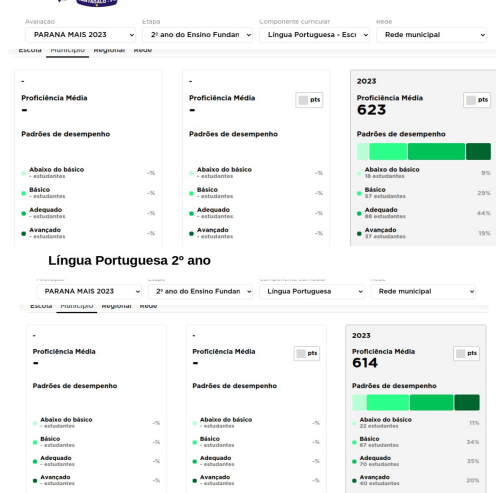 Avaliação Etapa Componente curricular Rede
PARANA MAIS 2023 2º ano do Ensino Fundan Língua Portuguesa - Escr Rede municipal
Escola Município Regional Rede
- - 2023
Proficiência Média Proficiência Média pts Proficiência Média pts
- - 623
Padrões de desempenho Padrões de desempenho Padrões de desempenho
Abaixo do básico -% Abaixo do básico -% Abaixo do básico 9%
- estudantes - estudantes 18 estudantes
Básico -% Básico -% Básico 29%
- estudantes - estudantes 57 estudantes
Adequado -% Adequado -% Adequado 44%
- estudantes - estudantes 88 estudantes
Avançado -% Avançado -% Avançado 19%
- estudantes - estudantes 37 estudantes
Língua Portuguesa 2º ano
PARANA MAIS 2023 2º ano do Ensino Fundan Língua Portuguesa Rede municipal
Escola Município Regional Rede
- - 2023
Proficiência Média Proficiência Média pts Proficiência Média pts
- - 614
Padrões de desempenho Padrões de desempenho Padrões de desempenho
Abaixo do básico -% Abaixo do básico -% Abaixo do básico 11%
- estudantes - estudantes 22 estudantes
Básico -% Básico -% Básico 34%
- estudantes - estudantes 67 estudantes
Adequado -% Adequado -% Adequado 35%
- estudantes - estudantes 70 estudantes
Avançado -% Avançado -% Avançado 20%
- estudantes - estudantes 40 estudantes